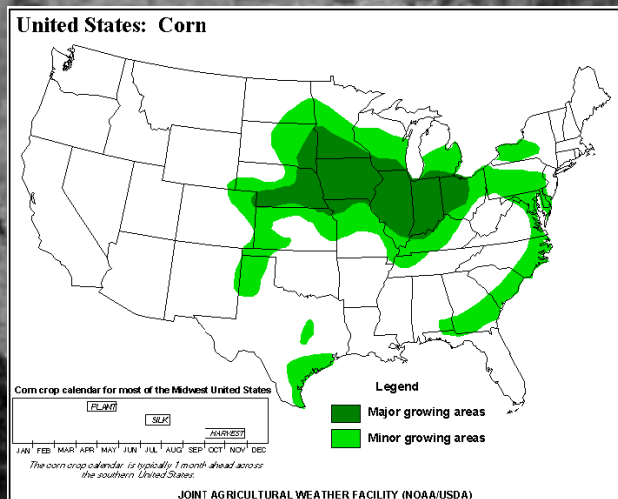 United States: Corn
Corn crop calendar for most of the Midwest United States
PLANT
SILK
HARVEST
JAN FEB MAR APR MAY JUN JUL AUG SEP OCT NOV DEC
The corn crop calendar is typically 1 month ahead across
the southern United States.
Legend
Major growing areas
Minor growing areas
JOINT AGRICULTURAL WEATHER FACILITY (NOAA/USDA)